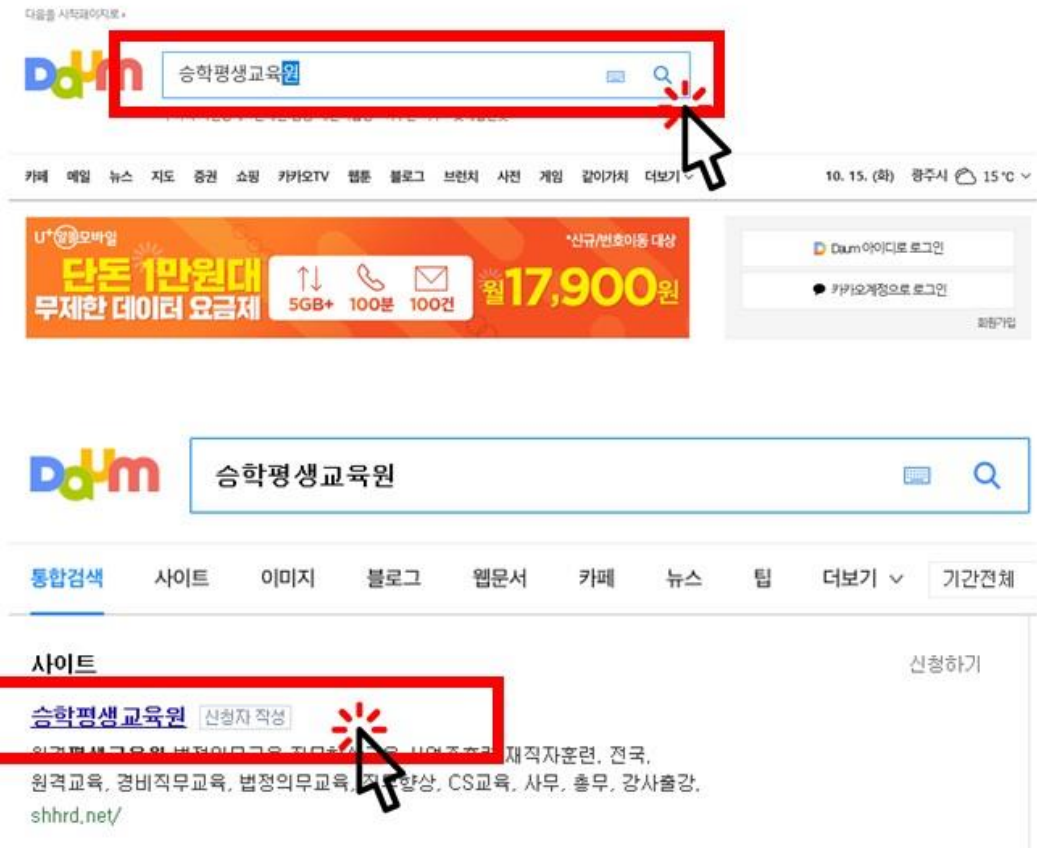 다음을 시작페이지로
Daum
승학평생교육원
카페 메일 뉴스 지도 증권 쇼핑 카카오TV 웹툰 블로그 브런치 사전 게임 같이가치 더보기
10. 15. (화) 광주시 15 °C
U+알뜰모바일
*신규/번호이동 대상
단돈 1만원대
무제한 데이터 요금제
5GB+ 100분 100건
월17,900원
Daum 아이디로 로그인
카카오계정으로 로그인
회원가입
Daum
승학평생교육원
통합검색 사이트 이미지 블로그 웹문서 카페 뉴스 팁 더보기 기간전체
사이트
신청하기
승학평생교육원 신청자 작성
재직자훈련, 전국,
원격교육, 경비직무교육, 법정의무교육, 향상, CS교육, 사무, 총무, 강사출강,
shhrd.net/